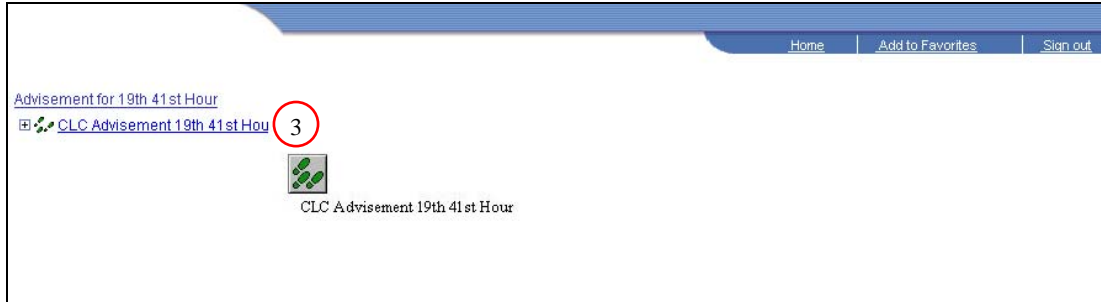 Home Add to Favorites Sign out
Advisement for 19th 41st Hour
CLC Advisement 19th 41st Hou 3
CLC Advisement 19th 41st Hour